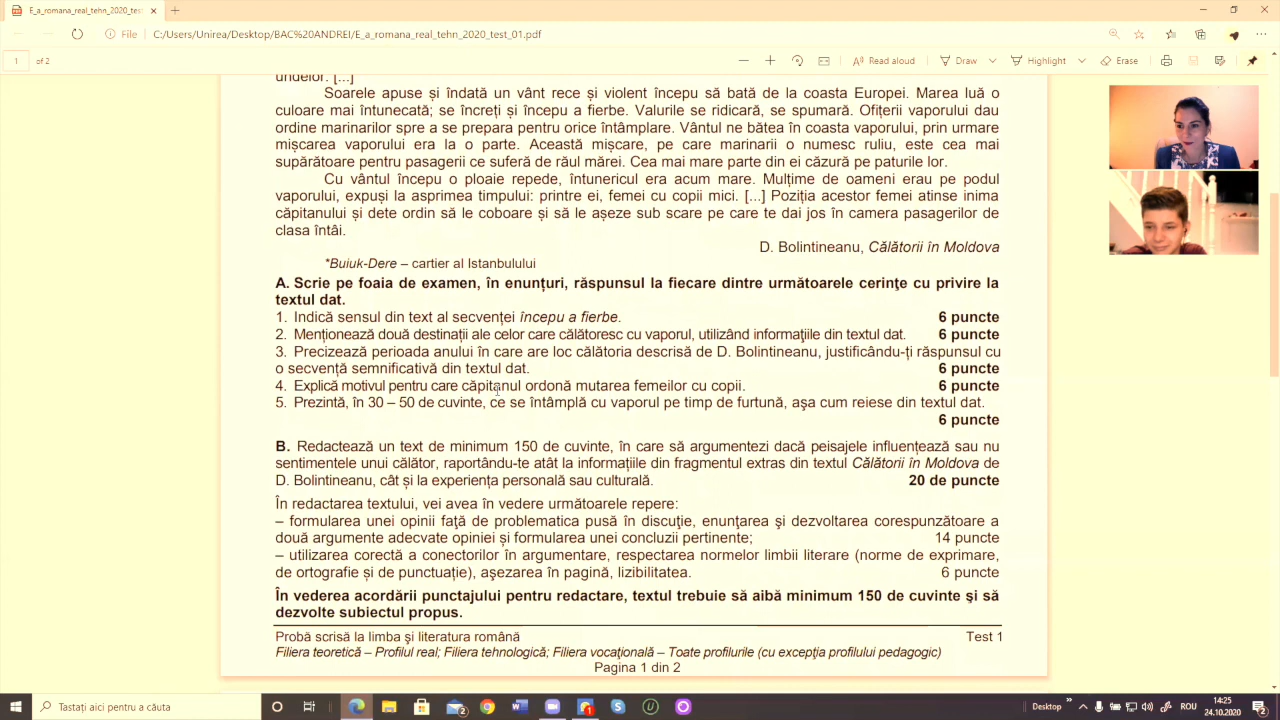 E_a_romana_real_tehn_2020_test_
File C:/Users/Unirea/Desktop/BAC%20ANDREI/E_a_romana_real_tehn_2020_test_01.pdf
1 of 2 Read aloud Draw Highlight Erase
undelor. [...]
Soarele apuse și îndată un vânt rece și violent începu să bată de la coasta Europei. Marea luă o
culoare mai întunecată; se încreți și începu a fierbe. Valurile se ridicară, se spumară. Ofițerii vaporului dau
ordine marinarilor spre a se prepara pentru orice întâmplare. Vântul ne bătea în coasta vaporului, prin urmare
mișcarea vaporului era la o parte. Această mișcare, pe care marinarii o numesc ruliu, este cea mai
supărătoare pentru pasagerii ce suferă de răul mărei. Cea mai mare parte din ei căzură pe paturile lor.
Cu vântul începu o ploaie repede, întunericul era acum mare. Mulțime de oameni erau pe podul
vaporului, expuși la asprimea timpului: printre ei, femei cu copii mici. [...] Poziția acestor femei atinse inima
căpitanului și dete ordin să le coboare și să le așeze sub scare pe care te dai jos în camera pasagerilor de
clasa întâi.
D. Bolintineanu, Călătorii în Moldova
*Buiuk-Dere – cartier al Istanbulului
A. Scrie pe foaia de examen, în enunțuri, răspunsul la fiecare dintre următoarele cerinţe cu privire la
textul dat.
1. Indică sensul din text al secvenței începu a fierbe. 6 puncte
2. Menționează două destinații ale celor care călătoresc cu vaporul, utilizând informaţiile din textul dat. 6 puncte
3. Precizează perioada anului în care are loc călătoria descrisă de D. Bolintineanu, justificându-ți răspunsul cu
o secvență semnificativă din textul dat. 6 puncte
4. Explică motivul pentru care căpitanul ordonă mutarea femeilor cu copii. 6 puncte
5. Prezintă, în 30 – 50 de cuvinte, ce se întâmplă cu vaporul pe timp de furtună, aşa cum reiese din textul dat.
6 puncte
B. Redactează un text de minimum 150 de cuvinte, în care să argumentezi dacă peisajele influențează sau nu
sentimentele unui călător, raportându-te atât la informațiile din fragmentul extras din textul Călătorii în Moldova de
D. Bolintineanu, cât și la experiența personală sau culturală. 20 de puncte
În redactarea textului, vei avea în vedere următoarele repere:
– formularea unei opinii faţă de problematica pusă în discuţie, enunţarea şi dezvoltarea corespunzătoare a
două argumente adecvate opiniei și formularea unei concluzii pertinente; 14 puncte
– utilizarea corectă a conectorilor în argumentare, respectarea normelor limbii literare (norme de exprimare,
de ortografie și de punctuație), aşezarea în pagină, lizibilitatea. 6 puncte
În vederea acordării punctajului pentru redactare, textul trebuie să aibă minimum 150 de cuvinte şi să
dezvolte subiectul propus.
Probă scrisă la limba şi literatura română Test 1
Filiera teoretică – Profilul real; Filiera tehnologică; Filiera vocaţională – Toate profilurile (cu excepţia profilului pedagogic)
Pagina 1 din 2
Tastați aici pentru a căuta Desktop ROU 14:25
24.10.2020